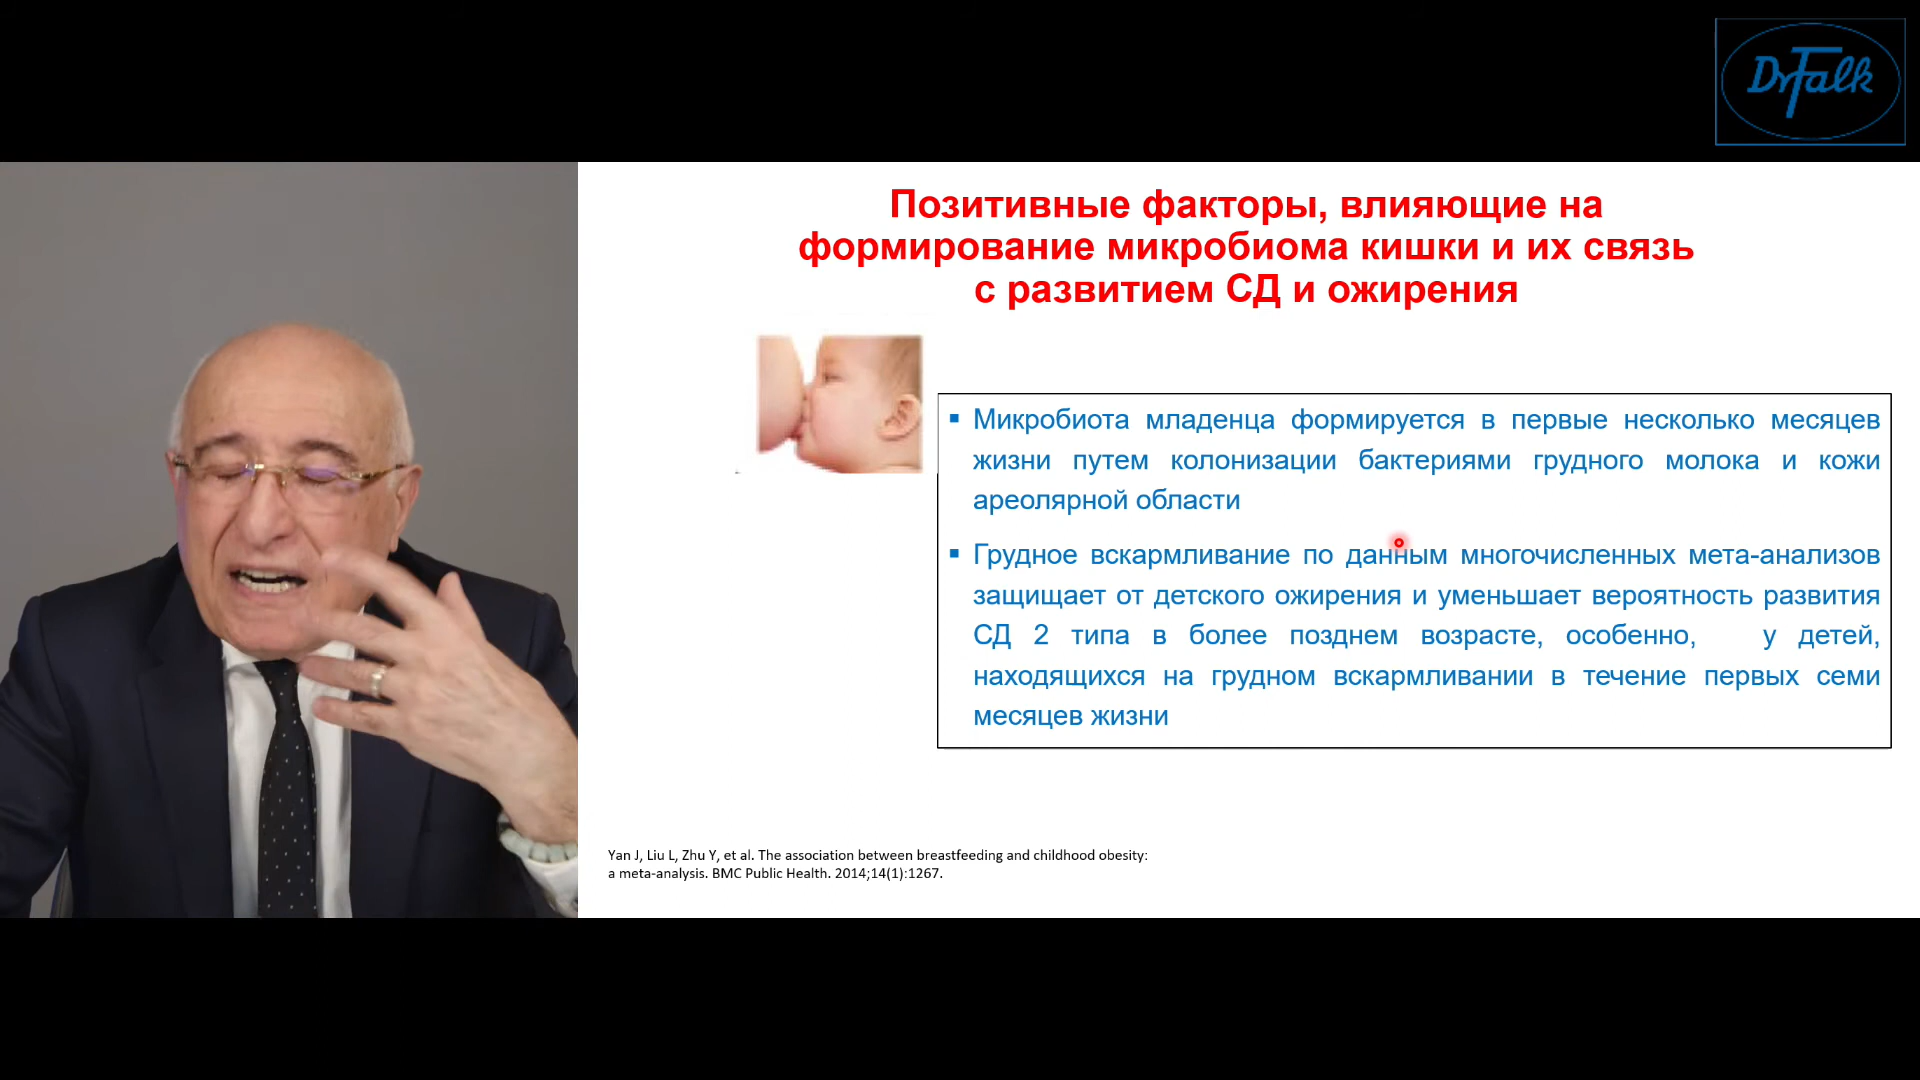 Dr Falk
Позитивные факторы, влияющие на
формирование микробиома кишки и их связь
с развитием СД и ожирения
▪ Микробиота младенца формируется в первые несколько месяцев
жизни путем колонизации бактериями грудного молока и кожи
ареолярной области
▪ Грудное вскармливание по данным многочисленных мета-анализов
защищает от детского ожирения и уменьшает вероятность развития
СД 2 типа в более позднем возрасте, особенно, у детей,
находящихся на грудном вскармливании в течение первых семи
месяцев жизни
Yan J, Liu L, Zhu Y, et al. The association between breastfeeding and childhood obesity:
a meta-analysis. BMC Public Health. 2014;14(1):1267.